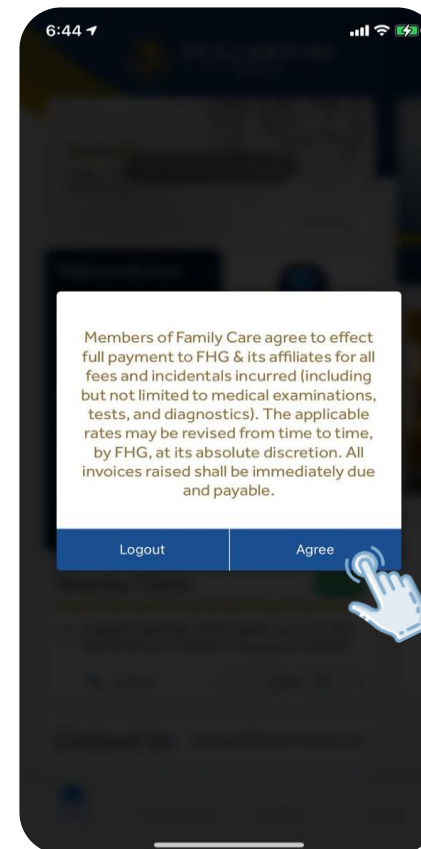 6:44
Members of Family Care agree to effect
full payment to FHG & its affiliates for all
fees and incidentals incurred (including
but not limited to medical examinations,
tests, and diagnostics). The applicable
rates may be revised from time to time,
by FHG, at its absolute discretion. All
invoices raised shall be immediately due
and payable.
Logout Agree